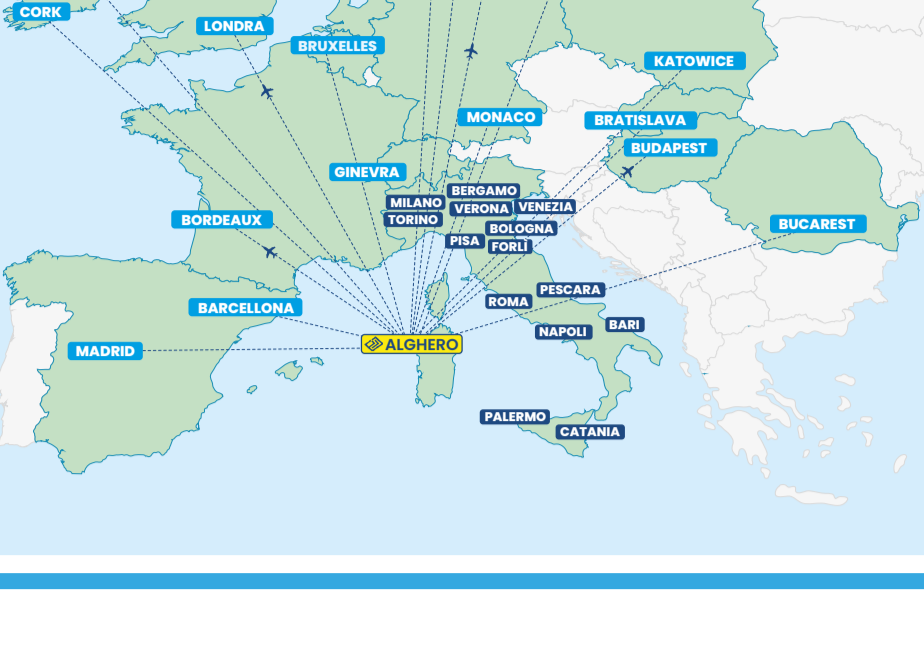 CORK
LONDRA
BRUXELLES
KATOWICE
MONACO
BRATISLAVA
BUDAPEST
GINEVRA
BERGAMO
MILANO
VERONA
VENEZIA
TORINO
BORDEAUX
BOLOGNA
BUCAREST
PISA
FORLÌ
PESCARA
ROMA
BARCELLONA
BARI
NAPOLI
ALGHERO
MADRID
PALERMO
CATANIA